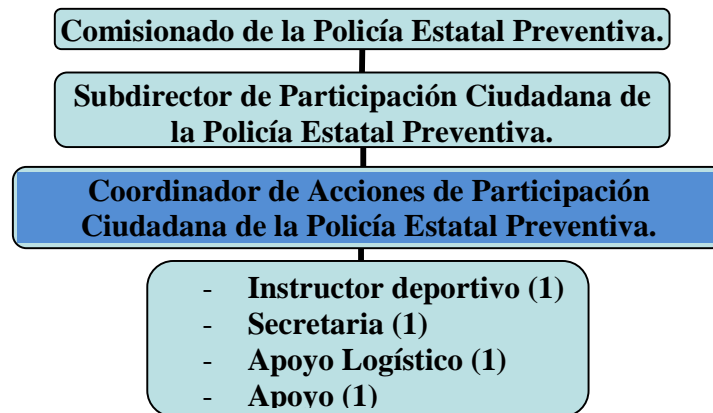 Comisionado de la Policía Estatal Preventiva.
Subdirector de Participación Ciudadana de
la Policía Estatal Preventiva.
Coordinador de Acciones de Participación
Ciudadana de la Policía Estatal Preventiva.
- Instructor deportivo (1)
- Secretaria (1)
- Apoyo Logístico (1)
- Apoyo (1)